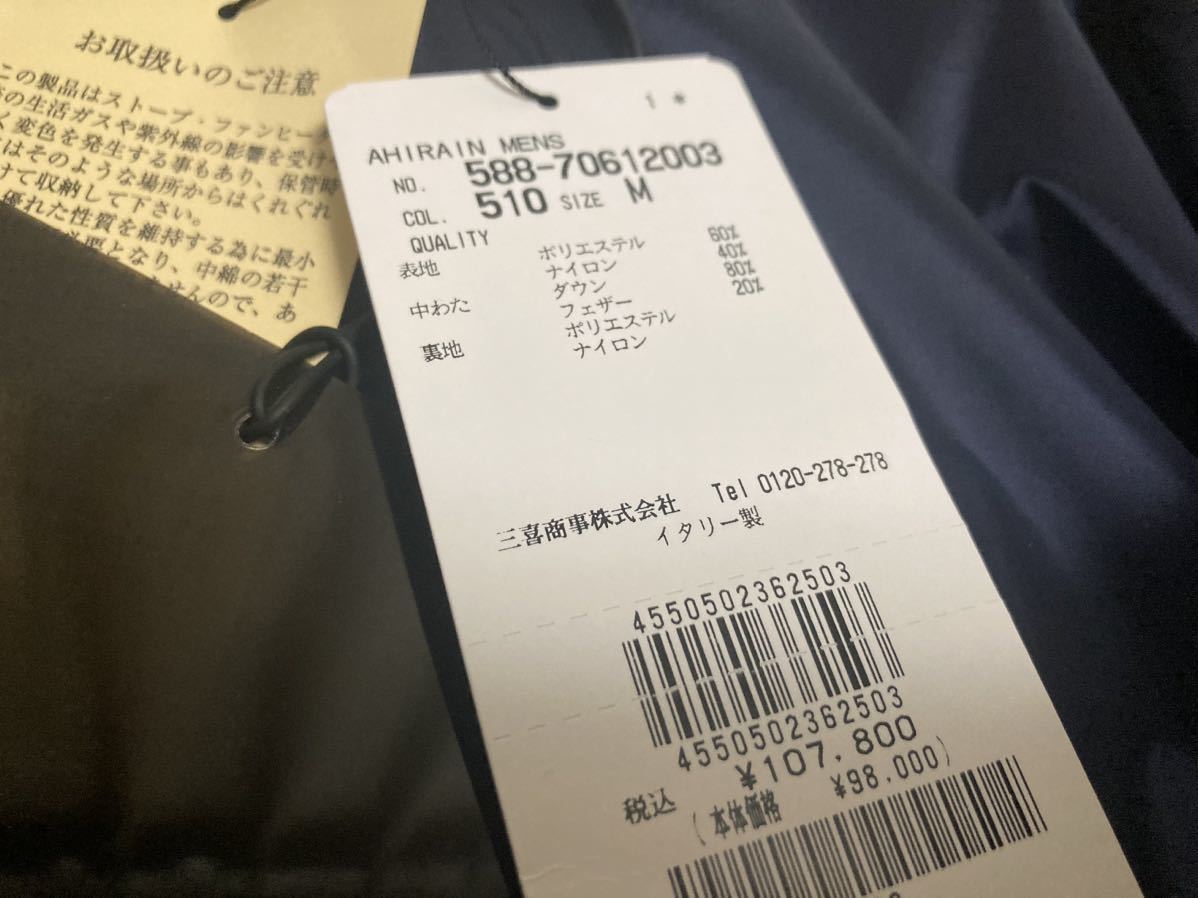 お取扱いのご注意
この製品はストーブ・ファンヒータ
の生活ガスや紫外線の影響を受け
く変色を発生する事もあり、保管時
はそのような場所からはくれぐれ
けて収納して下さい。
優れた性質を維持する為に最小
必要となり、中綿の若干
せんので、あ
1 *
AHIRAIN MENS
NO. 588-70612003
COL. 510 SIZE M
QUALITY
表地 ポリエステル 60%
ナイロン 40%
中わた ダウン 80%
フェザー 20%
裏地 ポリエステル
ナイロン
三喜商事株式会社 Tel 0120-278-278
イタリー製
4550502362503
4550502362503
税込 ¥107,800
(本体価格 ¥98,000)